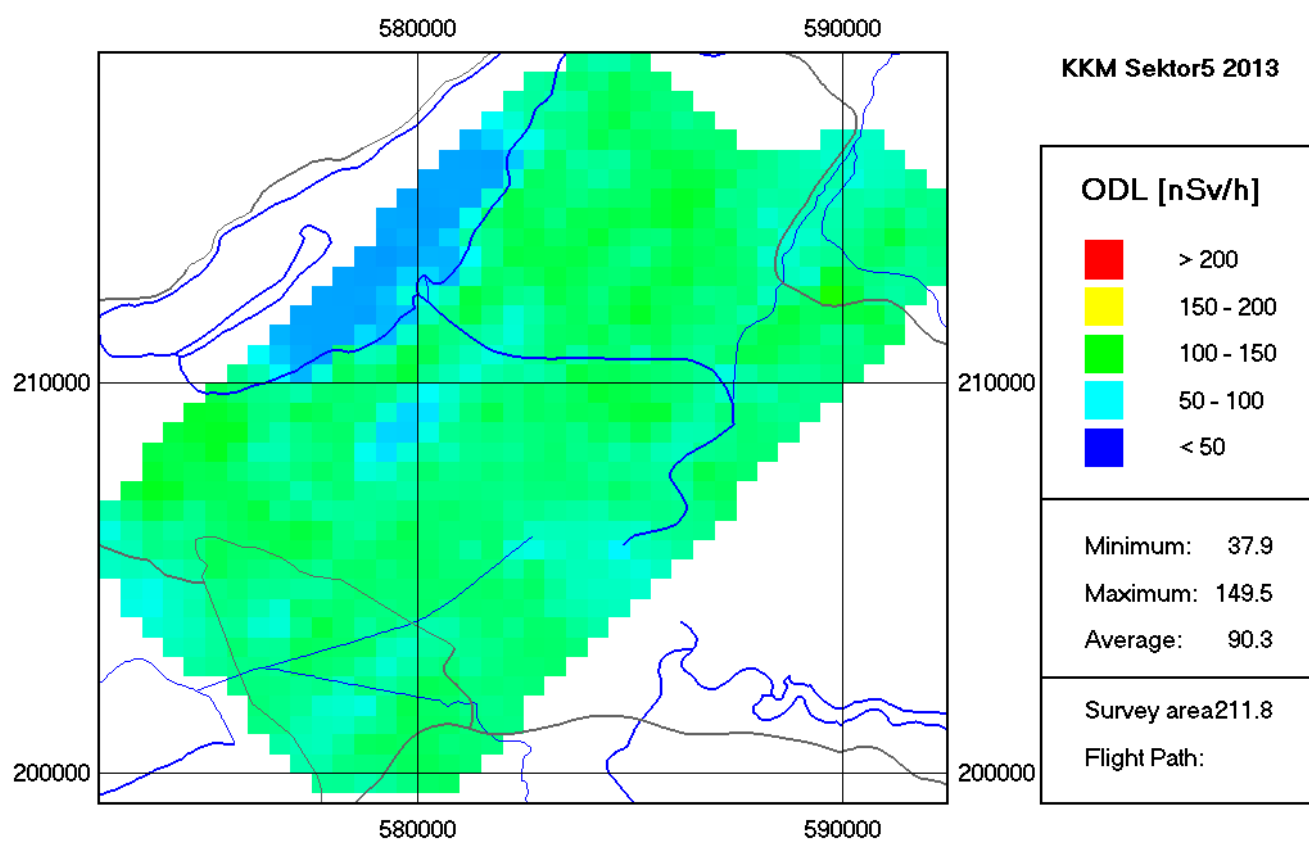 580000
590000
KKM Sektor5 2013
ODL [nSv/h]
> 200
150 - 200
100 - 150
210000
210000
50 - 100
< 50
Minimum: 37.9
Maximum: 149.5
Average: 90.3
Survey area211.8
Flight Path:
200000
200000
580000
590000